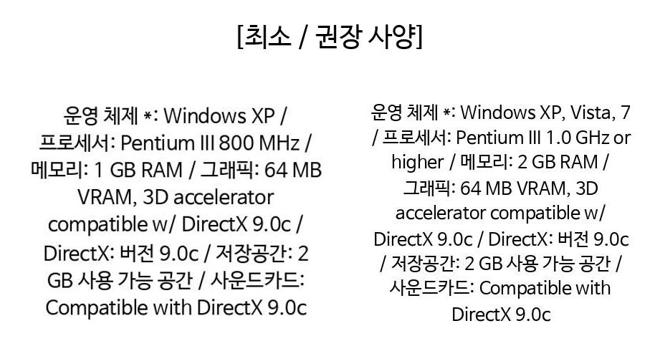 [최소 / 권장 사양]
운영 체제 *: Windows XP /
프로세서: Pentium III 800 MHz /
메모리: 1 GB RAM / 그래픽: 64 MB
VRAM, 3D accelerator
compatible w/ DirectX 9.0c /
DirectX: 버전 9.0c / 저장공간: 2
GB 사용 가능 공간 / 사운드카드:
Compatible with DirectX 9.0c
운영 체제 *: Windows XP, Vista, 7
/ 프로세서: Pentium III 1.0 GHz or
higher / 메모리: 2 GB RAM /
그래픽: 64 MB VRAM, 3D
accelerator compatible w/
DirectX 9.0c / DirectX: 버전 9.0c
/ 저장공간: 2 GB 사용 가능 공간 /
사운드카드: Compatible with
DirectX 9.0c